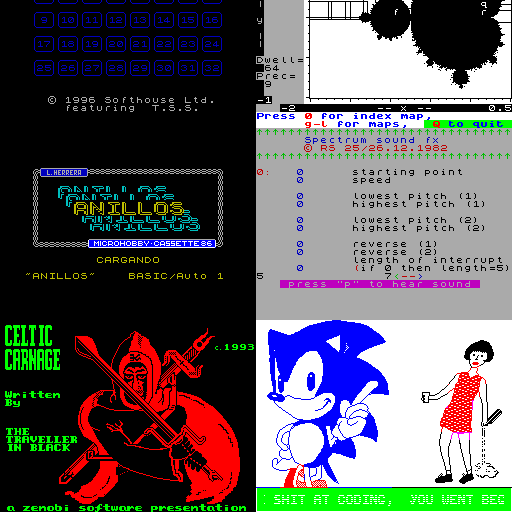 9 10 11 12 13 14 15 16
17 18 19 20 21 22 23 24
25 26 27 28 29 30 31 32
© 1996 Softhouse Ltd.
featuring T.S.S.
y
l
f
q
r
Dwell=
64
Prec=
9
-1
-2 -- x -- 0.5
Press 0 for index map,
g-l for maps, Q to quit
Spectrum sound fx
© RS 25/26.12.1982
0: 0 starting point
0 speed
0 lowest pitch (1)
0 highest pitch (1)
0 lowest pitch (2)
0 highest pitch (2)
0 reverse (1)
0 reverse (2)
length of interrupt
0 (if 0 then length=5)
5 7<-->
press "p" to hear sound
L. HERRERA
ANILLOS
ANILLOS
ANILLOS
ANILLOS
ANILLOS
MICROHOBBY·CASSETTE 86
CARGANDO
"ANILLOS" BASIC/Auto 1
CELTIC
CARNAGE
c.1993
Written
By
THE
TRAVELLER
IN BLACK
a zenobi software presentation
SHIT AT CODING, YOU WENT BEG